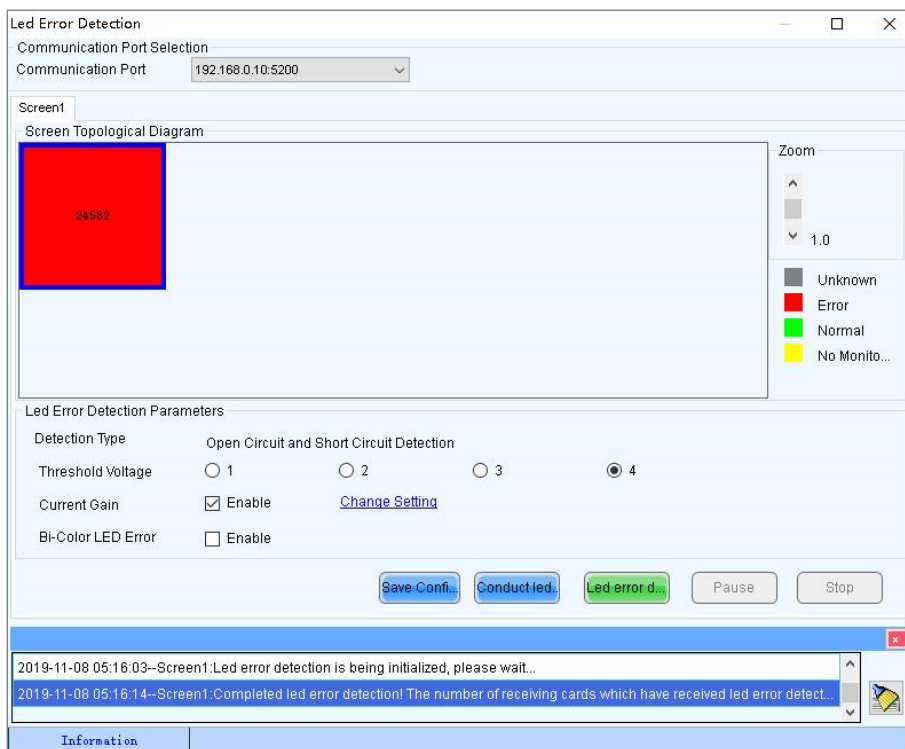 Led Error Detection
Communication Port Selection
Communication Port 192.168.0.10:5200
Screen1
Screen Topological Diagram
Zoom
24582
1.0
Unknown
Error
Normal
No Monito...
Led Error Detection Parameters
Detection Type Open Circuit and Short Circuit Detection
Threshold Voltage 1 2 3 4
Current Gain Enable Change Setting
Bi-Color LED Error Enable
Save Confi... Conduct led.. Led error d... Pause Stop
2019-11-08 05:16:03--Screen1:Led error detection is being initialized, please wait...
2019-11-08 05:16:14--Screen1:Completed led error detection! The number of receiving cards which have received led error detect...
Information